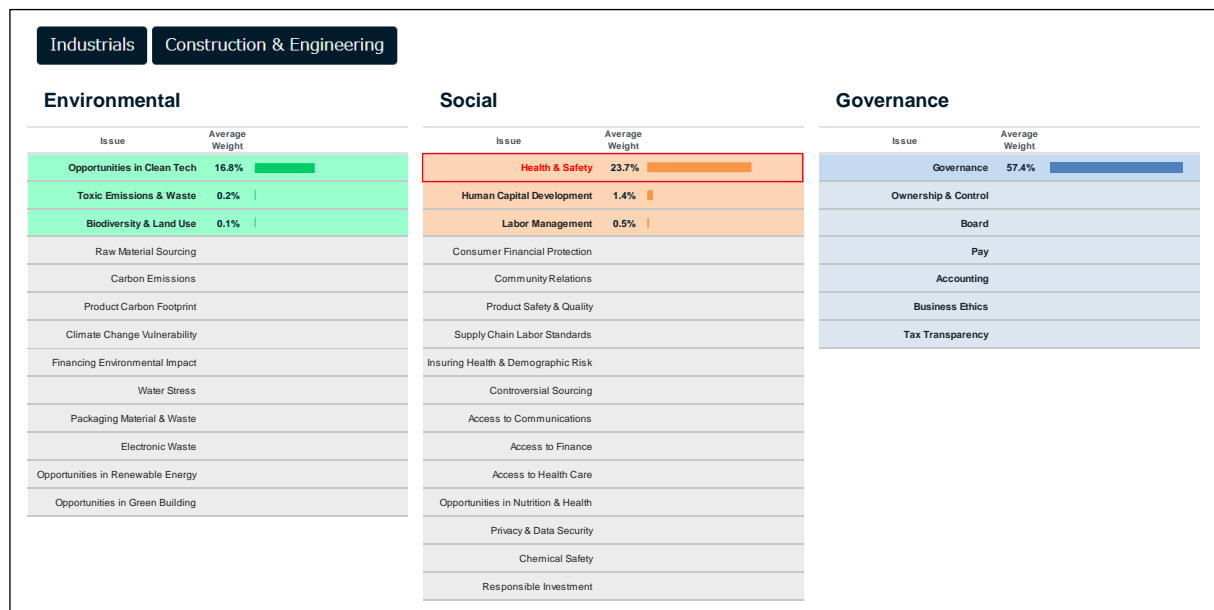 Industrials
Construction & Engineering
Environmental
Issue Average Weight
Opportunities in Clean Tech 16.8%
Toxic Emissions & Waste 0.2%
Biodiversity & Land Use 0.1%
Raw Material Sourcing
Carbon Emissions
Product Carbon Footprint
Climate Change Vulnerability
Financing Environmental Impact
Water Stress
Packaging Material & Waste
Electronic Waste
Opportunities in Renewable Energy
Opportunities in Green Building
Social
Issue Average Weight
Health & Safety 23.7%
Human Capital Development 1.4%
Labor Management 0.5%
Consumer Financial Protection
Community Relations
Product Safety & Quality
Supply Chain Labor Standards
Insuring Health & Demographic Risk
Controversial Sourcing
Access to Communications
Access to Finance
Access to Health Care
Opportunities in Nutrition & Health
Privacy & Data Security
Chemical Safety
Responsible Investment
Governance
Issue Average Weight
Governance 57.4%
Ownership & Control
Board
Pay
Accounting
Business Ethics
Tax Transparency